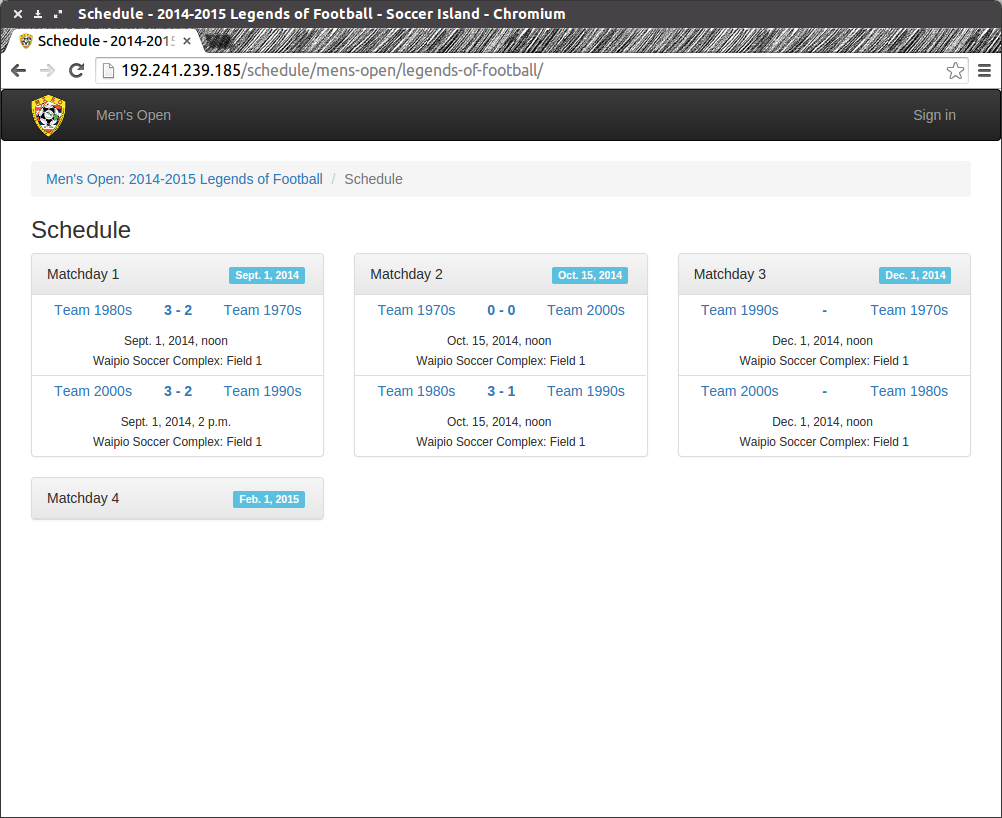 Schedule - 2014-2015 Legends of Football - Soccer Island - Chromium
Schedule - 2014-2015
192.241.239.185/schedule/mens-open/legends-of-football/
Men's Open
Sign in
Men's Open: 2014-2015 Legends of Football / Schedule
Schedule
Matchday 1 Sept. 1, 2014
Team 1980s 3 - 2 Team 1970s
Sept. 1, 2014, noon
Waipio Soccer Complex: Field 1
Team 2000s 3 - 2 Team 1990s
Sept. 1, 2014, 2 p.m.
Waipio Soccer Complex: Field 1
Matchday 2 Oct. 15, 2014
Team 1970s 0 - 0 Team 2000s
Oct. 15, 2014, noon
Waipio Soccer Complex: Field 1
Team 1980s 3 - 1 Team 1990s
Oct. 15, 2014, noon
Waipio Soccer Complex: Field 1
Matchday 3 Dec. 1, 2014
Team 1990s - Team 1970s
Dec. 1, 2014, noon
Waipio Soccer Complex: Field 1
Team 2000s - Team 1980s
Dec. 1, 2014, noon
Waipio Soccer Complex: Field 1
Matchday 4 Feb. 1, 2015